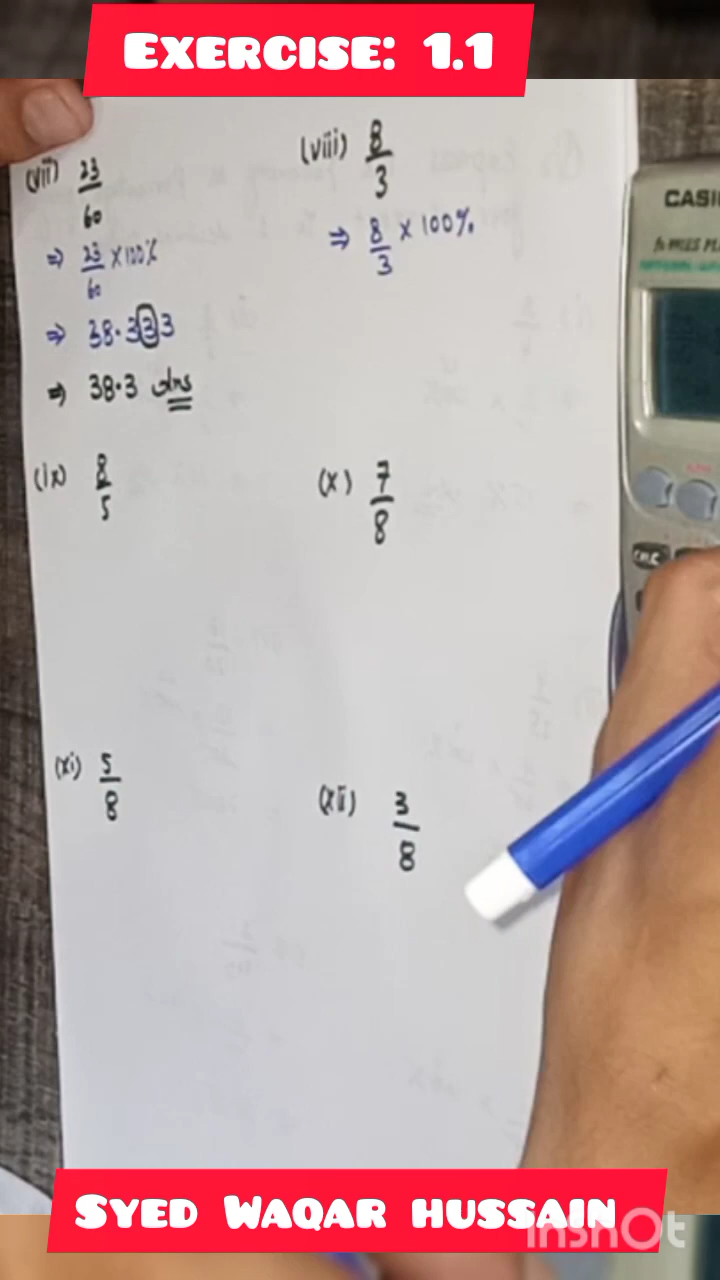 EXERCISE: 1.1
(vii) 23/60
⇒ 23/60 × 100%
⇒ 38.333
⇒ 38.3 Ans
(viii) 8/3
⇒ 8/3 × 100%
(ix) 8/5
(x) 7/8
(xi) 5/8
(xii) 3/8
CASI
SYED WAQAR HUSSAIN
inshot